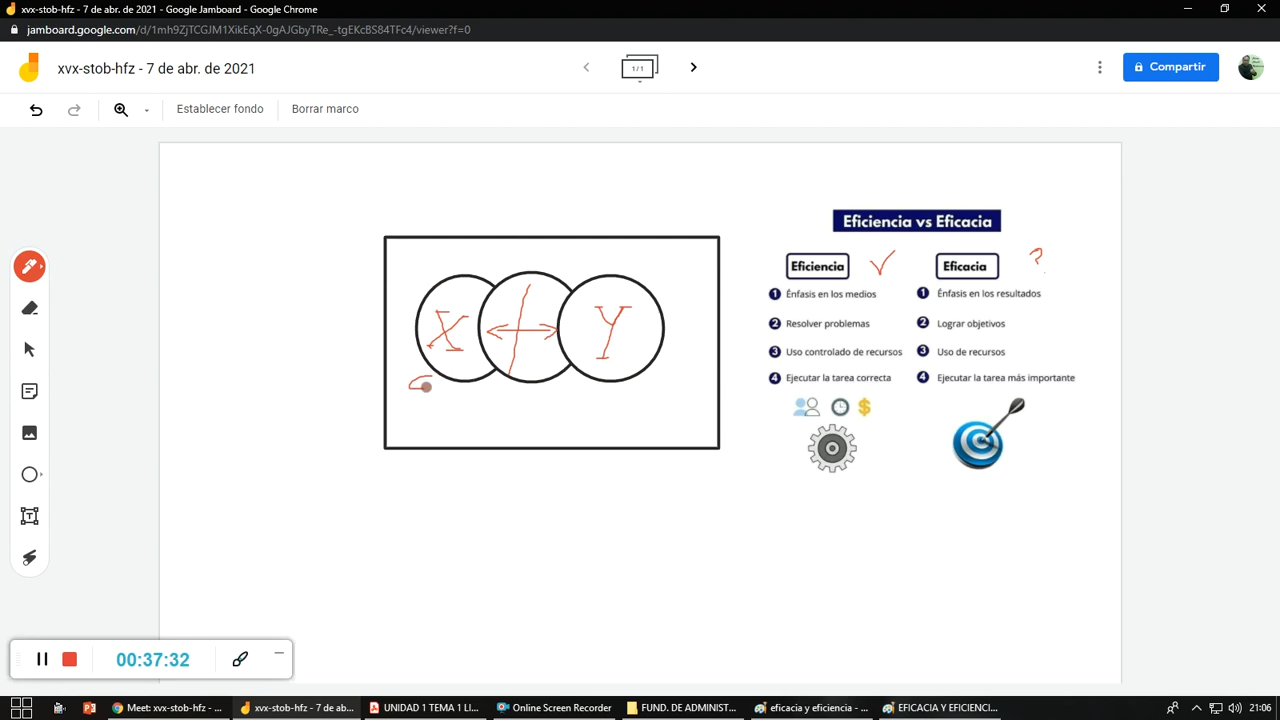 xvx-stob-hfz - 7 de abr. de 2021 - Google Jamboard - Google Chrome
jamboard.google.com/d/1mh9ZjTCGJM1XikEqX-0gAJGbyTRe_-tgEKcBS84TFc4/viewer?f=0
xvx-stob-hfz - 7 de abr. de 2021
1 / 1
Compartir
Establecer fondo
Borrar marco
Eficiencia vs Eficacia
Eficiencia ✓
Eficacia ?
1 Énfasis en los medios
1 Énfasis en los resultados
2 Resolver problemas
2 Lograr objetivos
3 Uso controlado de recursos
3 Uso de recursos
4 Ejecutar la tarea correcta
4 Ejecutar la tarea más importante
X
Y
00:37:32
Meet: xvx-stob-hfz - ...
xvx-stob-hfz - 7 de ab...
UNIDAD 1 TEMA 1 LI...
Online Screen Recorder
FUND. DE ADMINIST...
eficacia y eficiencia - ...
EFICACIA Y EFICIENCI...
21:06